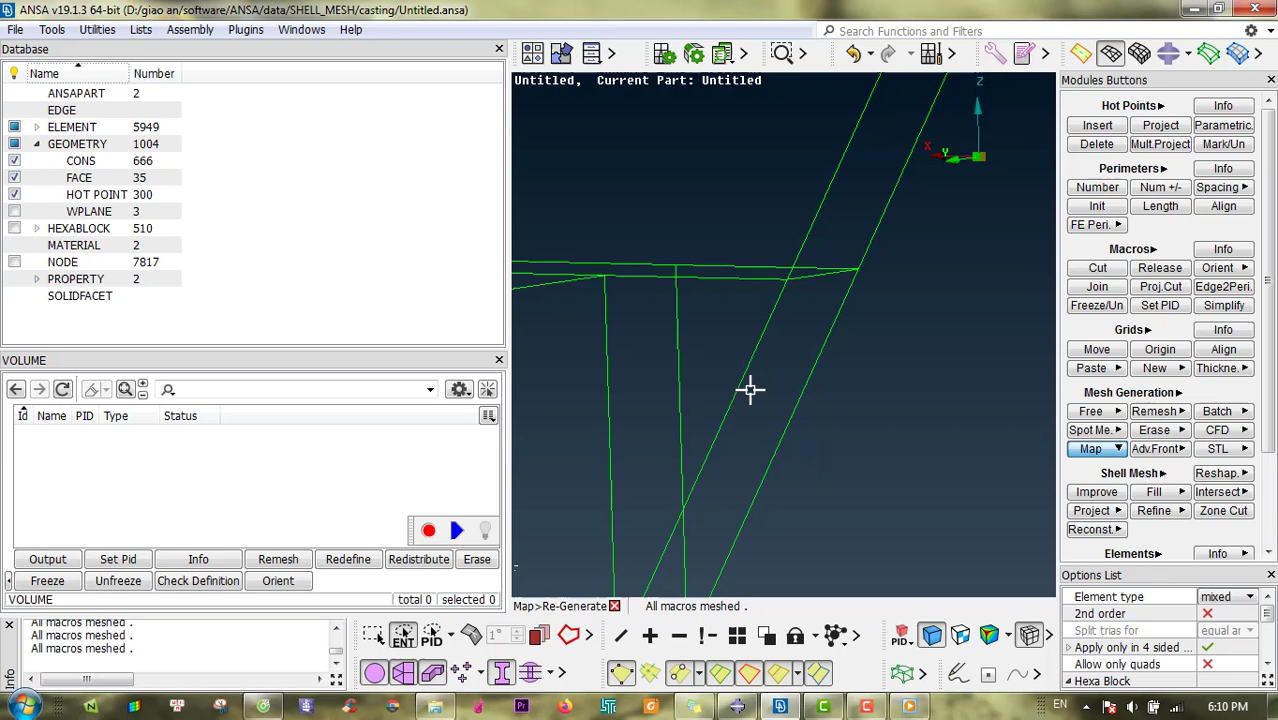 ANSA v19.1.3 64-bit (D:/giao an/software/ANSA/data/SHELL_MESH/casting/Untitled.ansa)
File Tools Utilities Lists Assembly Plugins Windows Help
Search Functions and Filters
Database
Name Number
ANSAPART 2
EDGE
ELEMENT 5949
GEOMETRY 1004
CONS 666
FACE 35
HOT POINT 300
WPLANE 3
HEXABLOCK 510
MATERIAL 2
NODE 7817
PROPERTY 2
SOLIDFACET
VOLUME
Id Name PID Type Status
Output Set Pid Info Remesh Redefine Redistribute Erase
Freeze Unfreeze Check Definition Orient
VOLUME total 0 selected 0
All macros meshed .
All macros meshed .
All macros meshed .
Info
Untitled, Current Part: Untitled
Z
X
Y
Map>Re-Generate All macros meshed .
ENT PID 1°
PID
Modules Buttons
Hot Points Info
Insert Project Parametric.
Delete Mult.Project Mark/Un
Perimeters Info
Number Num +/- Spacing
Init Length Align
FE Peri.
Macros Info
Cut Release Orient
Join Proj.Cut Edge2Peri.
Freeze/Un Set PID Simplify
Grids Info
Move Origin Align
Paste New Thickne.
Mesh Generation
Free Remesh Batch
Spot Me. Erase CFD
Map Adv.Front STL
Shell Mesh Reshap.
Improve Fill Intersect
Project Refine Zone Cut
Reconst.
Elements Info
Options List
Element type mixed
2nd order
Split trias for equal ar
Apply only in 4 sided
Allow only quads
Hexa Block
N Pr LTS G
EN 6:10 PM